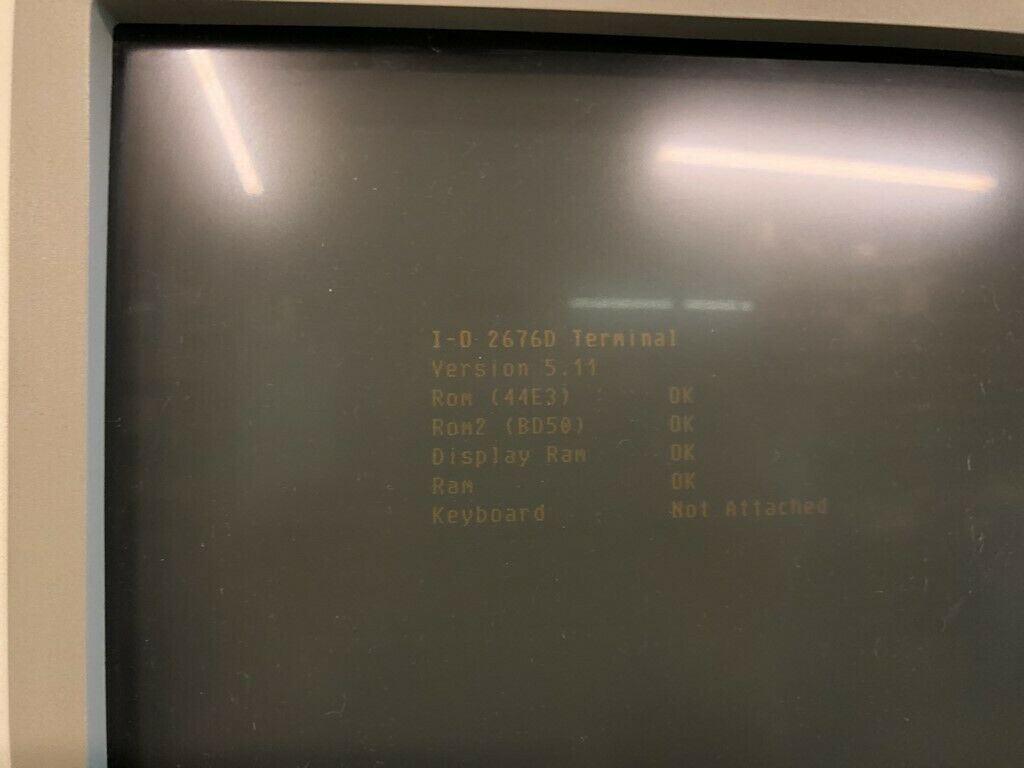 I-O 2676D Terminal
Version 5.11
Rom (44E3) OK
Rom2 (BD50) OK
Display Ram OK
Ram OK
Keyboard Not Attached